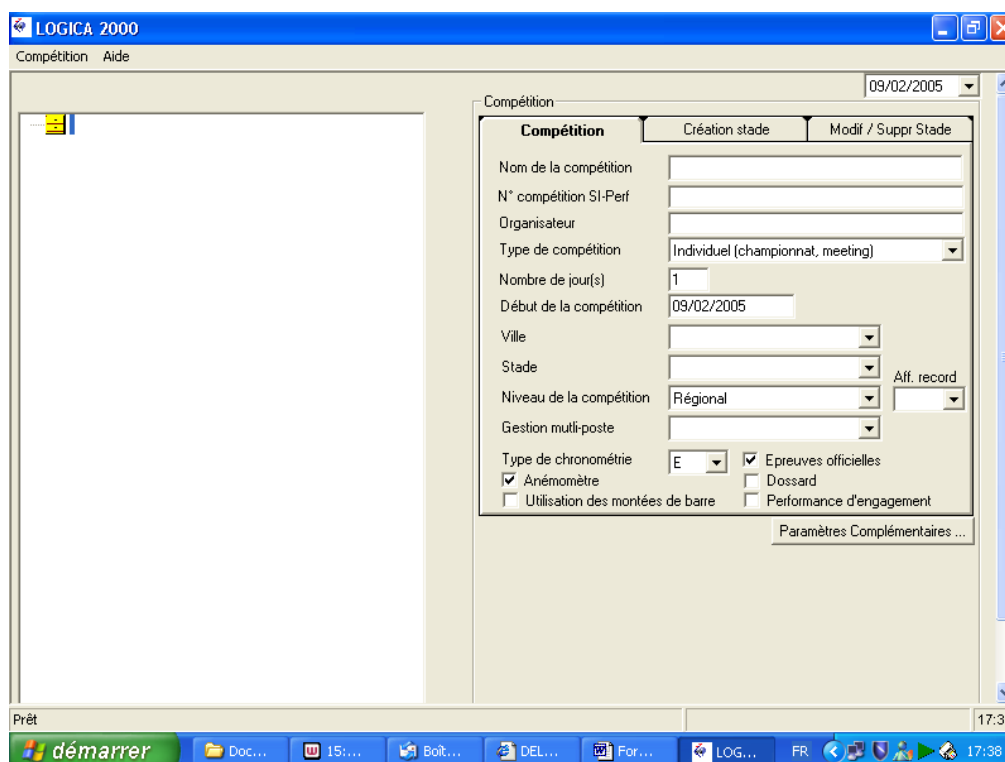 LOGICA 2000
Compétition Aide
09/02/2005
Compétition
Compétition Création stade Modif / Suppr Stade
Nom de la compétition
N° compétition SI-Perf
Organisateur
Type de compétition Individuel (championnat, meeting)
Nombre de jour(s) 1
Début de la compétition 09/02/2005
Ville
Stade
Aff. record
Niveau de la compétition Régional
Gestion mutli-poste
Type de chronométrie E Epreuves officielles
Anémomètre Dossard
Utilisation des montées de barre Performance d'engagement
Paramètres Complémentaires ...
Prêt 17:3
démarrer Doc... 15:... Boît... DEL... For... LOG... FR 17:38